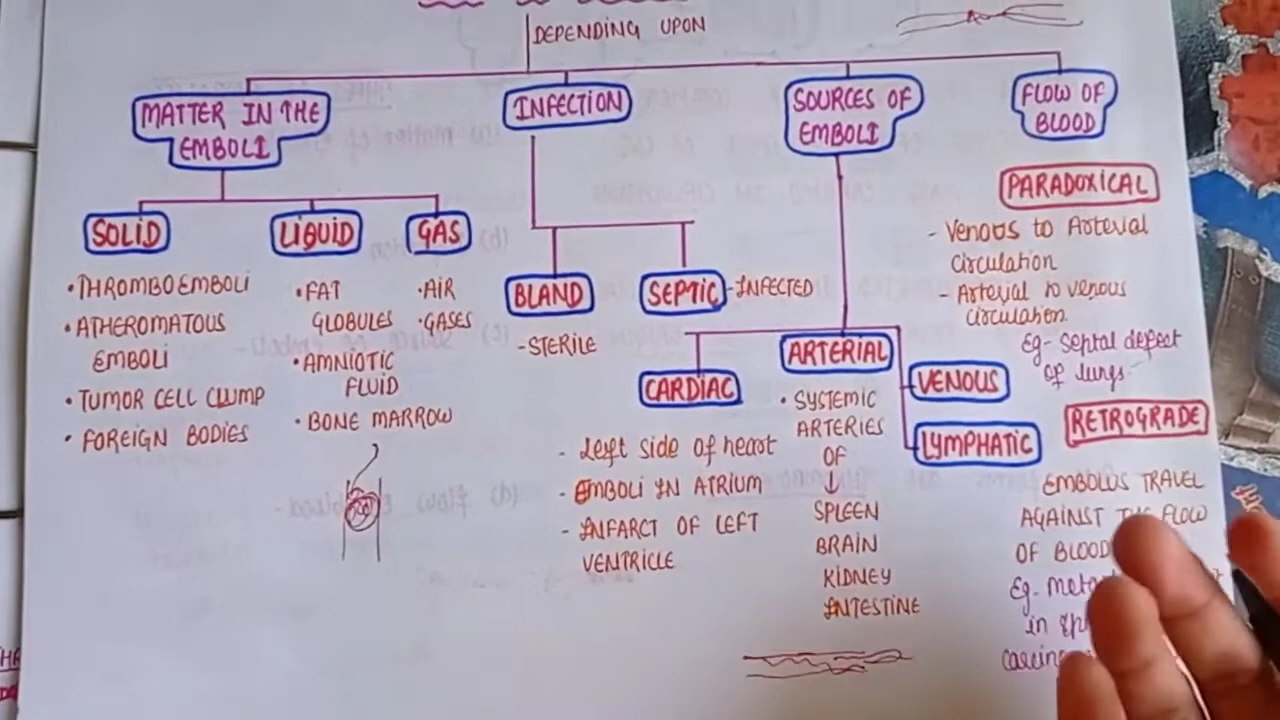 DEPENDING UPON
MATTER IN THE
EMBOLI
INFECTION
SOURCES OF
EMBOLI
FLOW OF
BLOOD
SOLID
• THROMBOEMBOLI
• ATHEROMATOUS
EMBOLI
• TUMOR CELL CLUMP
• FOREIGN BODIES
LIQUID
• FAT
GLOBULES
• AMNIOTIC
FLUID
• BONE MARROW
GAS
• AIR
• GASES
BLAND
- STERILE
SEPTIC - INFECTED
CARDIAC
- Left side of heart
- EMBOLI IN ATRIUM
- INFARCT OF LEFT
VENTRICLE
ARTERIAL
• SYSTEMIC
ARTERIES
OF
↓
SPLEEN
BRAIN
KIDNEY
INTESTINE
VENOUS
LYMPHATIC
PARADOXICAL
- Venous to Arterial
circulation
- Arterial to venous
circulation
Eg - Septal defect
of lungs
RETROGRADE
EMBOLUS TRAVEL
AGAINST THE FLOW
OF BLOOD
Eg-
in